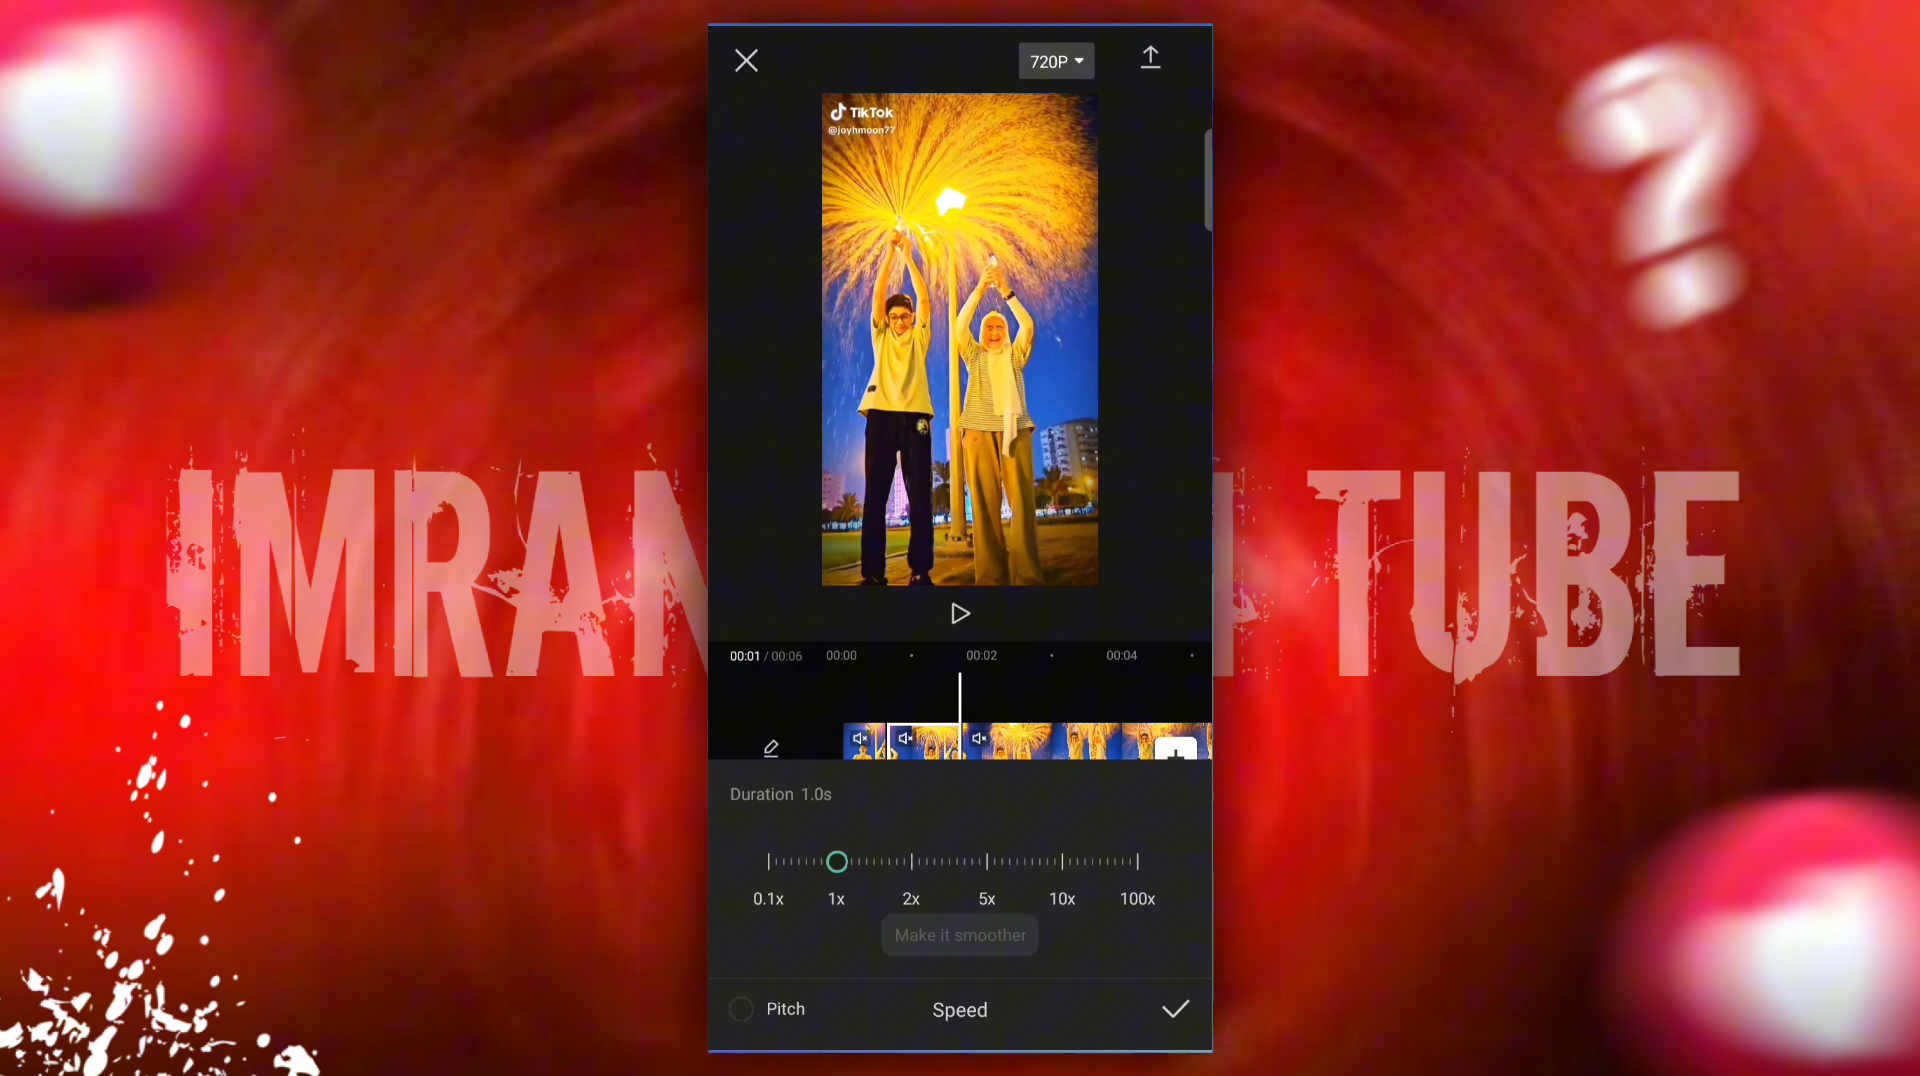 720P
TikTok
@joyhmoon77
IMRAN
TUBE
00:01 / 00:06 00:00 00:02 00:04
Duration 1.0s
0.1x 1x 2x 5x 10x 100x
Make it smoother
Pitch Speed